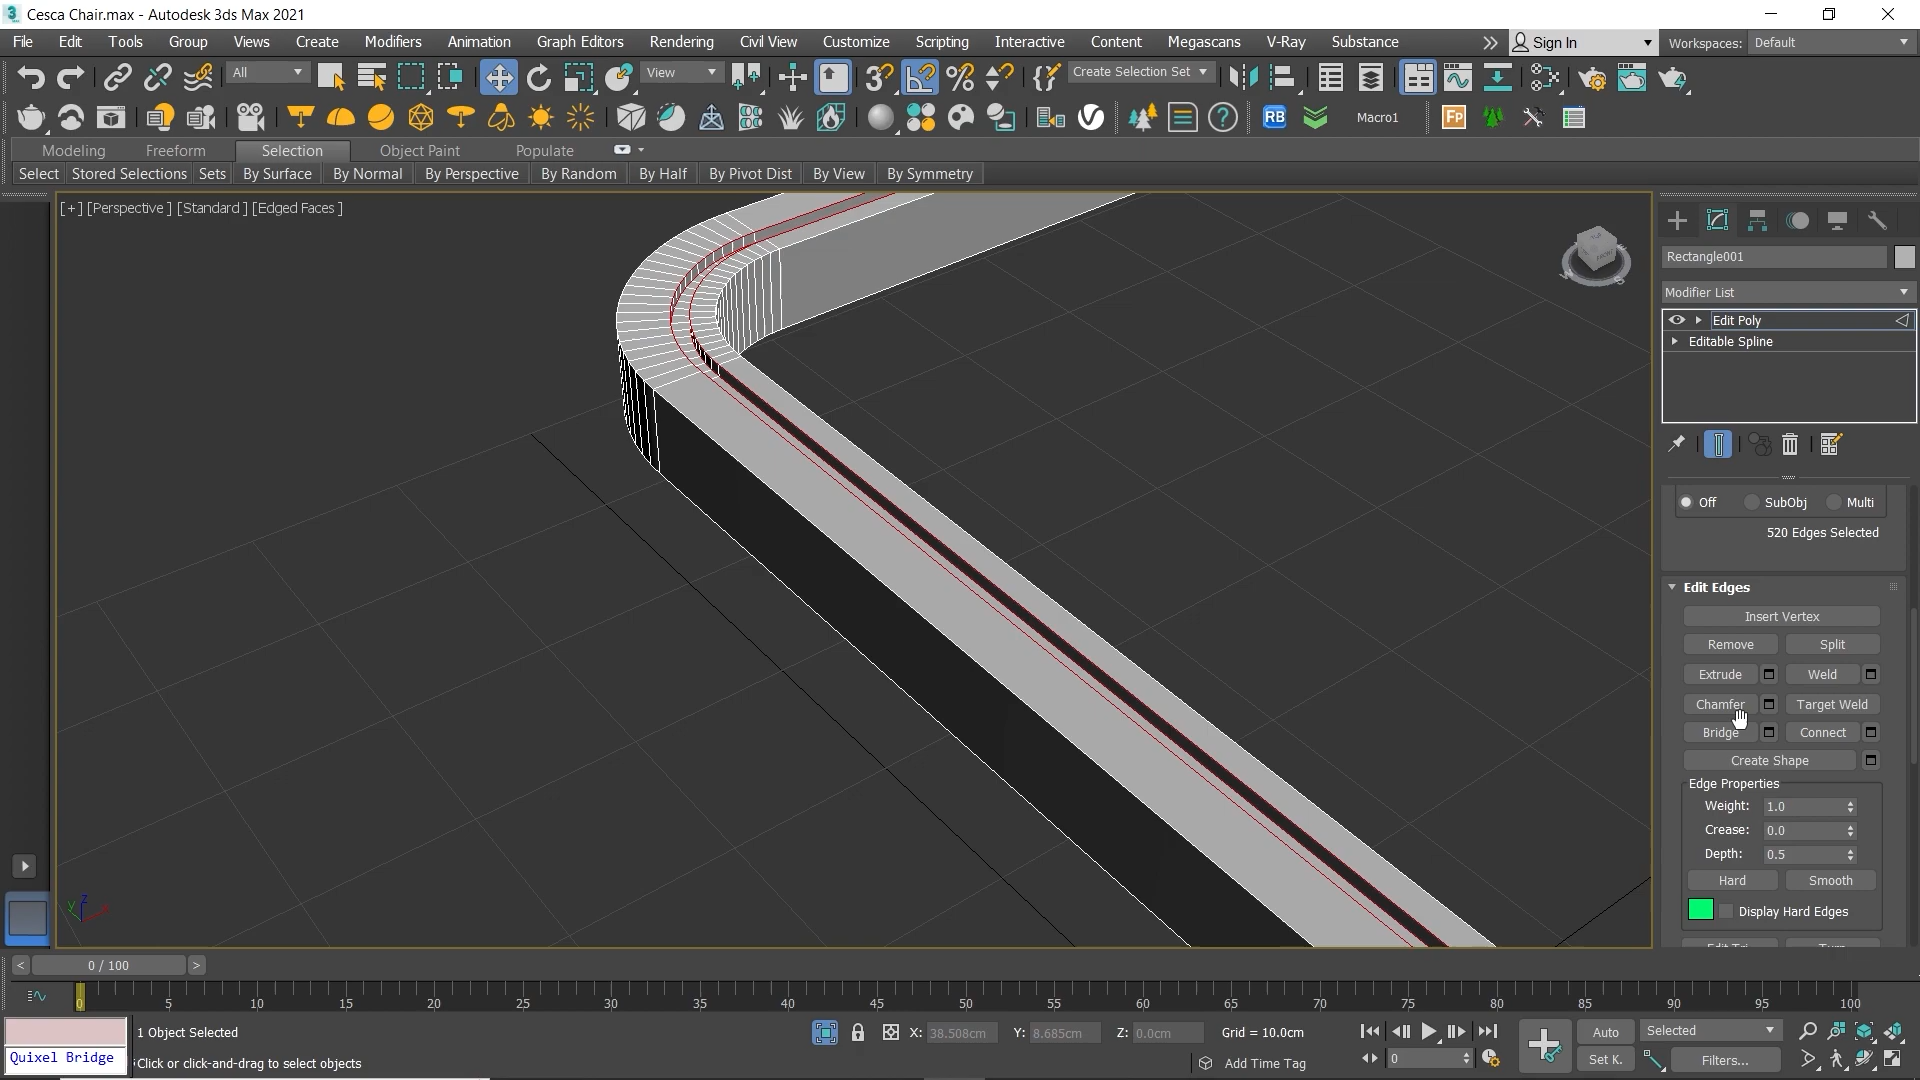 Cesca Chair.max - Autodesk 3ds Max 2021
File Edit Tools Group Views Create Modifiers Animation Graph Editors Rendering Civil View Customize Scripting Interactive Content Megascans V-Ray Substance Sign In Workspaces: Default
All View Create Selection Set
Macro1 RB Fp
Modeling Freeform Selection Object Paint Populate
Select Stored Selections Sets By Surface By Normal By Perspective By Random By Half By Pivot Dist By View By Symmetry
[+] [Perspective ] [Standard ] [Edged Faces ]
Rectangle001
Modifier List
Edit Poly
Editable Spline
Off SubObj Multi
520 Edges Selected
Edit Edges
Insert Vertex
Remove Split
Extrude Weld
Chamfer Target Weld
Bridge Connect
Create Shape
Edge Properties
Weight: 1.0
Crease: 0.0
Depth: 0.5
Hard Smooth
Display Hard Edges
Edit Tri. Turn
< 0 / 100 >
0 5 10 15 20 25 30 35 40 45 50 55 60 65 70 75 80 85 90 95 100
1 Object Selected X: 38.508cm Y: 8.685cm Z: 0.0cm Grid = 10.0cm Auto Selected
Quixel Bridge Click or click-and-drag to select objects Add Time Tag 0 Set K. Filters...